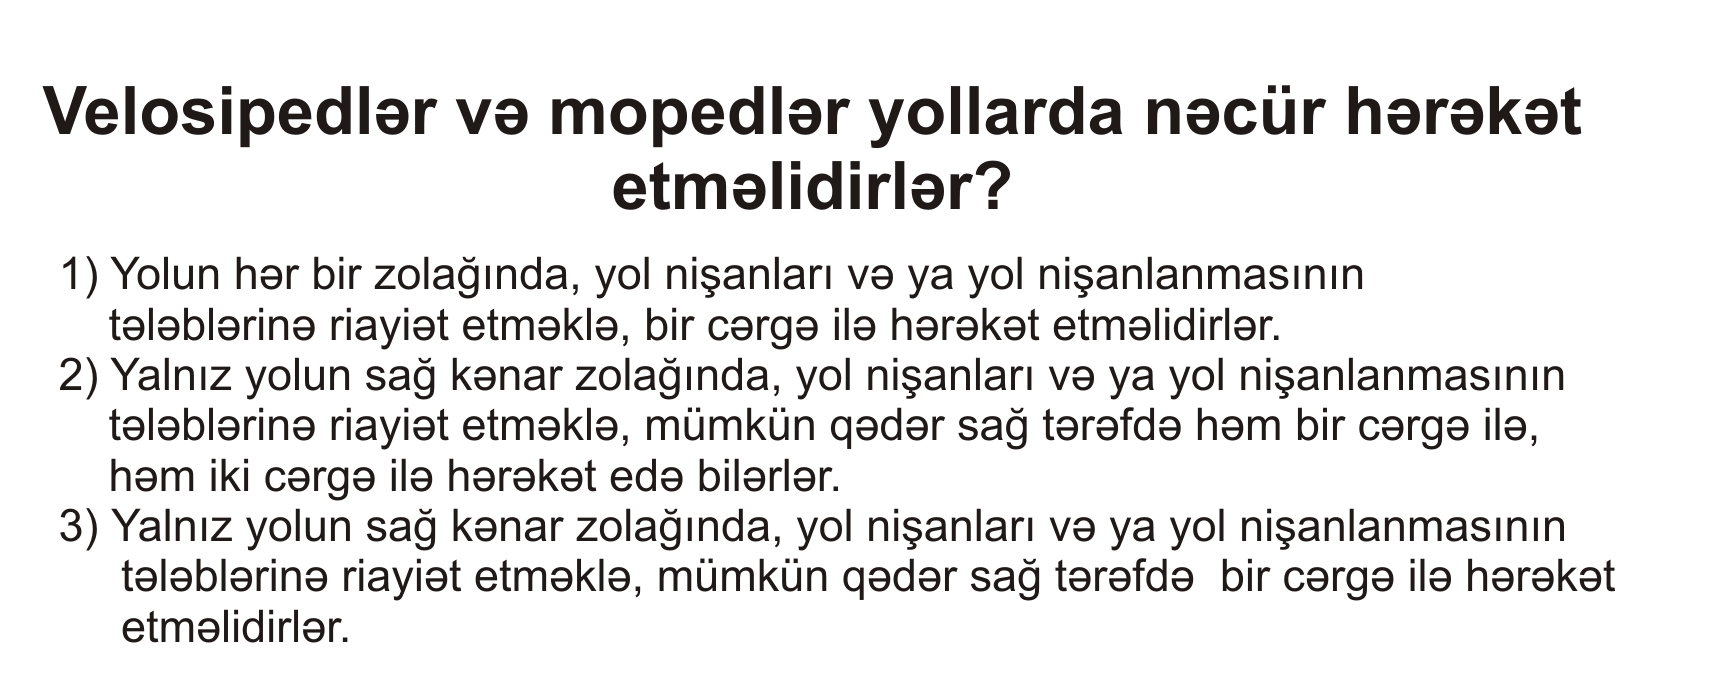 Velosipedlər və mopedlər yollarda nəcür hərəkət
etməlidirlər?
1) Yolun hər bir zolağında, yol nişanları və ya yol nişanlanmasının
tələblərinə riayiət etməklə, bir cərgə ilə hərəkət etməlidirlər.
2) Yalnız yolun sağ kənar zolağında, yol nişanları və ya yol nişanlanmasının
tələblərinə riayiət etməklə, mümkün qədər sağ tərəfdə həm bir cərgə ilə,
həm iki cərgə ilə hərəkət edə bilərlər.
3) Yalnız yolun sağ kənar zolağında, yol nişanları və ya yol nişanlanmasının
tələblərinə riayiət etməklə, mümkün qədər sağ tərəfdə  bir cərgə ilə hərəkət
etməlidirlər.